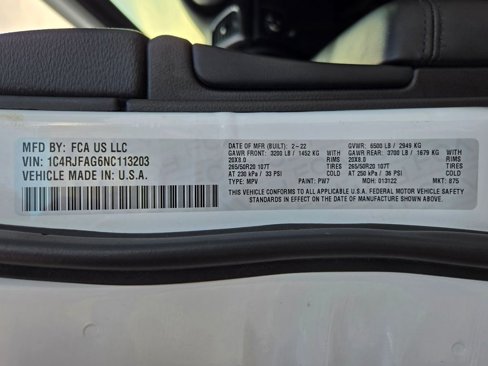 MFD BY: FCA US LLC
VIN: 1C4RJFAG6NC113203
VEHICLE MADE IN: U.S.A.
DATE OF MFR (BUILT): 2-22 GVWR: 6500 LB / 2949 KG
GAWR FRONT: 3200 LB / 1452 KG GAWR REAR: 3700 LB / 1679 KG
20X8.0 RIMS 20X8.0 RIMS
265/50R20 107T TIRES 265/50R20 107T TIRES
AT 230 kPa / 33 PSI COLD AT 250 kPa / 36 PSI COLD
TYPE: MPV PAINT: PW7 MDH: 013122 MKT: 875
THIS VEHICLE CONFORMS TO ALL APPLICABLE U.S.A. FEDERAL MOTOR VEHICLE SAFETY
STANDARDS IN EFFECT ON THE DATE OF MANUFACTURE SHOWN ABOVE.